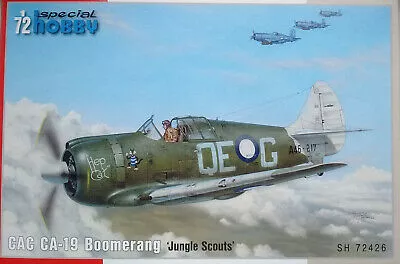 72
special
HOBBY
Hep
Cat
QE G
A46-217
CAC CA-19 Boomerang 'Jungle Scouts'
SH 72426